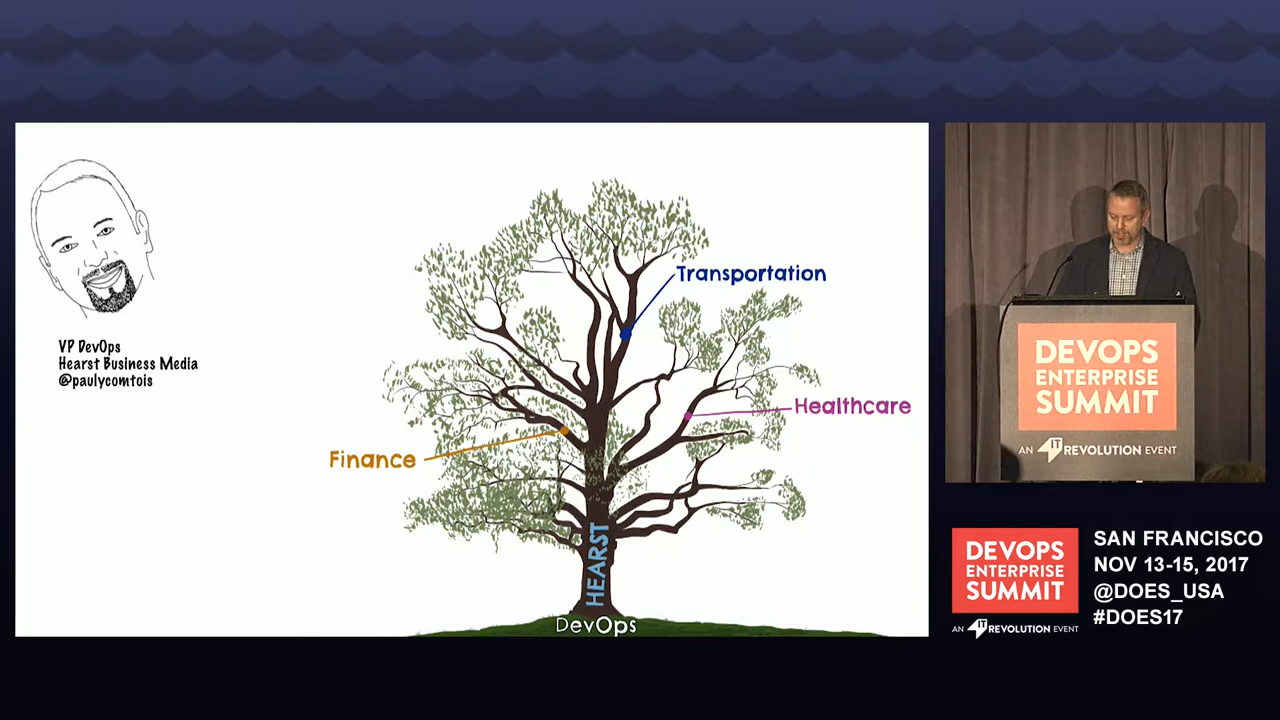 VP DevOps
Hearst Business Media
@paulycomtois
Transportation
Healthcare
Finance
HEARST
DevOps
DEVOPS
ENTERPRISE
SUMMIT
AN IT REVOLUTION EVENT
DEVOPS
ENTERPRISE
SUMMIT
AN IT REVOLUTION EVENT
SAN FRANCISCO
NOV 13-15, 2017
@DOES_USA
#DOES17